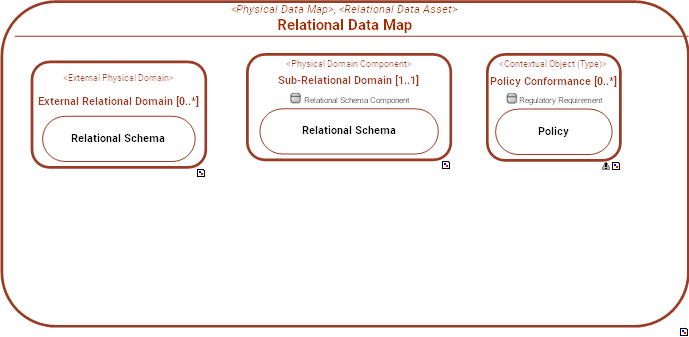 <Physical Data Map>, <Relational Data Asset>
Relational Data Map
<External Physical Domain>
External Relational Domain [0..*]
Relational Schema
<Physical Domain Component>
Sub-Relational Domain [1..1]
Relational Schema Component
Relational Schema
<Contextual Object (Type)>
Policy Conformance [0..*]
Regulatory Requirement
Policy